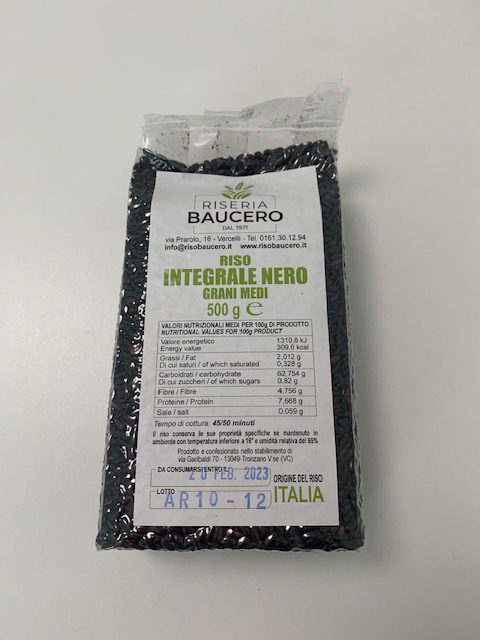 RISERIA
BAUCERO
DAL 1971
via Prarolo, 16 - Vercelli - Tel. 0161.30.12.94
info@risobaucero.it www.risobaucero.it
RISO
INTEGRALE NERO
GRANI MEDI
500 g e
VALORI NUTRIZIONALI MEDI PER 100g DI PRODOTTO
NUTRITIONAL VALUES FOR 100g PRODUCT
Valore energetico 1310,8 kJ
Energy value 309,6 kcal
Grassi / Fat 2,012 g
Di cui saturi / of which saturated 0,328 g
Carboidrati / carbohydrate 62,754 g
Di cui zuccheri / of which sugars 0,82 g
Fibre / Fibre 4,756 g
Proteine / Protein 7,668 g
Sale / salt 0,059 g
Tempo di cottura: 45/50 minuti
Il riso conserva le sue proprietà specifiche se mantenuto in
ambiente con temperatura inferiore a 16° e umidità relativa del 65%
Prodotto e confezionato nello stabilimento di:
via Garibaldi 70 - 13049 Tronzano V.se (VC)
DA CONSUMARSI ENTRO IL
20 FEB. 2023
LOTTO
AR10-12
ORIGINE DEL RISO
ITALIA